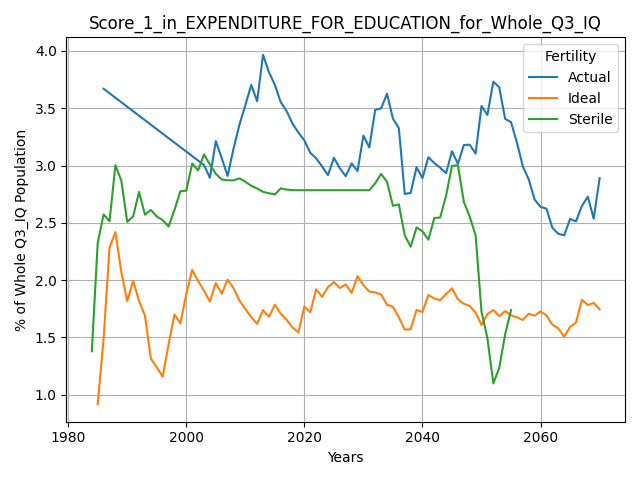 Score_1_in_EXPENDITURE_FOR_EDUCATION_for_Whole_Q3_IQ
Fertility
Actual
Ideal
Sterile
% of Whole Q3_IQ Population
4.0
3.5
3.0
2.5
2.0
1.5
1.0
1980 2000 2020 2040 2060
Years